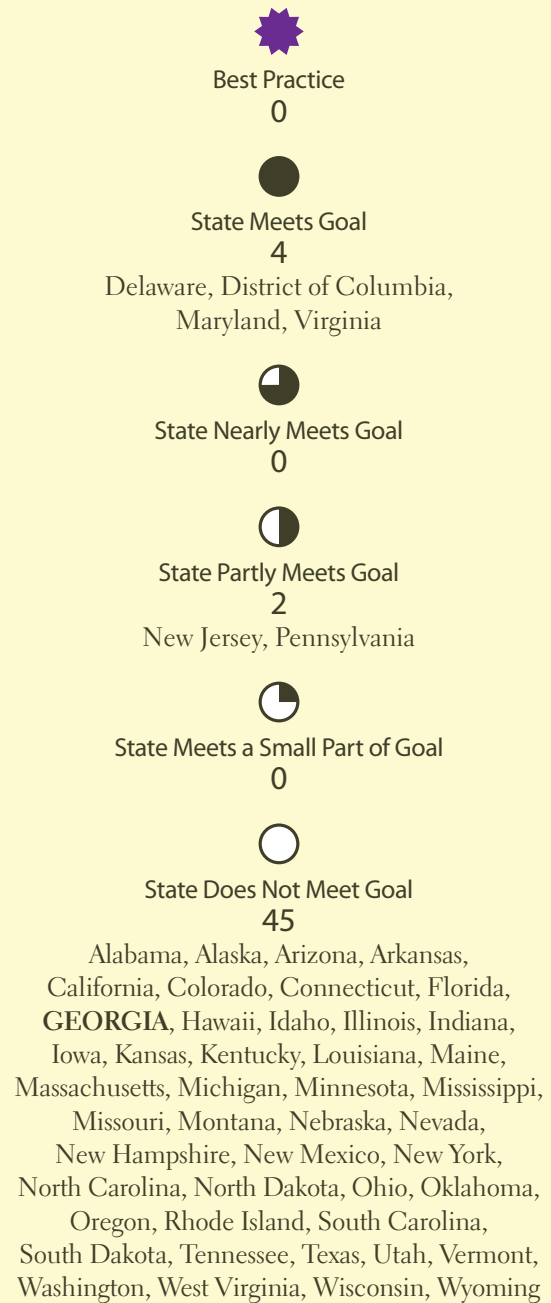 Best Practice
0
State Meets Goal
4
Delaware, District of Columbia,
Maryland, Virginia
State Nearly Meets Goal
0
State Partly Meets Goal
2
New Jersey, Pennsylvania
State Meets a Small Part of Goal
0
State Does Not Meet Goal
45
Alabama, Alaska, Arizona, Arkansas,
California, Colorado, Connecticut, Florida,
GEORGIA, Hawaii, Idaho, Illinois, Indiana,
Iowa, Kansas, Kentucky, Louisiana, Maine,
Massachusetts, Michigan, Minnesota, Mississippi,
Missouri, Montana, Nebraska, Nevada,
New Hampshire, New Mexico, New York,
North Carolina, North Dakota, Ohio, Oklahoma,
Oregon, Rhode Island, South Carolina,
South Dakota, Tennessee, Texas, Utah, Vermont,
Washington, West Virginia, Wisconsin, Wyoming